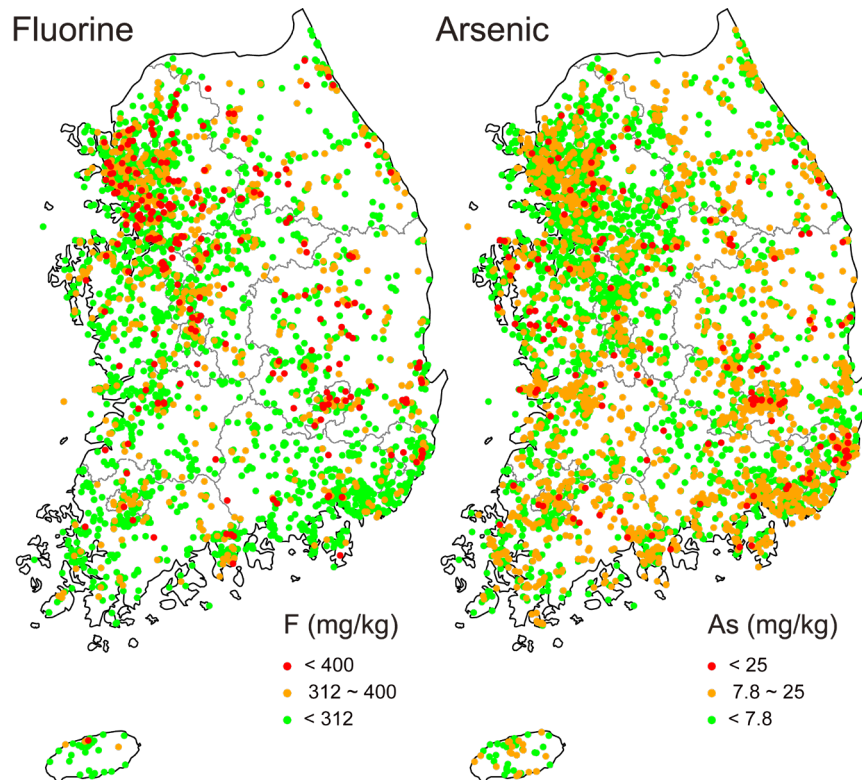 Fluorine
Arsenic
F (mg/kg)
< 400
312 ~ 400
< 312
As (mg/kg)
< 25
7.8 ~ 25
< 7.8